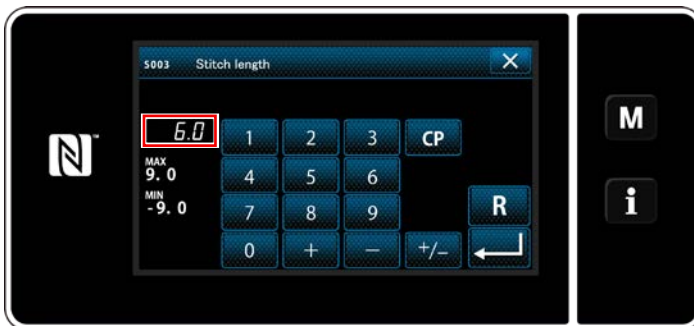 S003 Stitch length
6.0
1 2 3 CP
MAX
9.0
4 5 6
MIN
-9.0
7 8 9 R
0 + − +/−
M
i
N